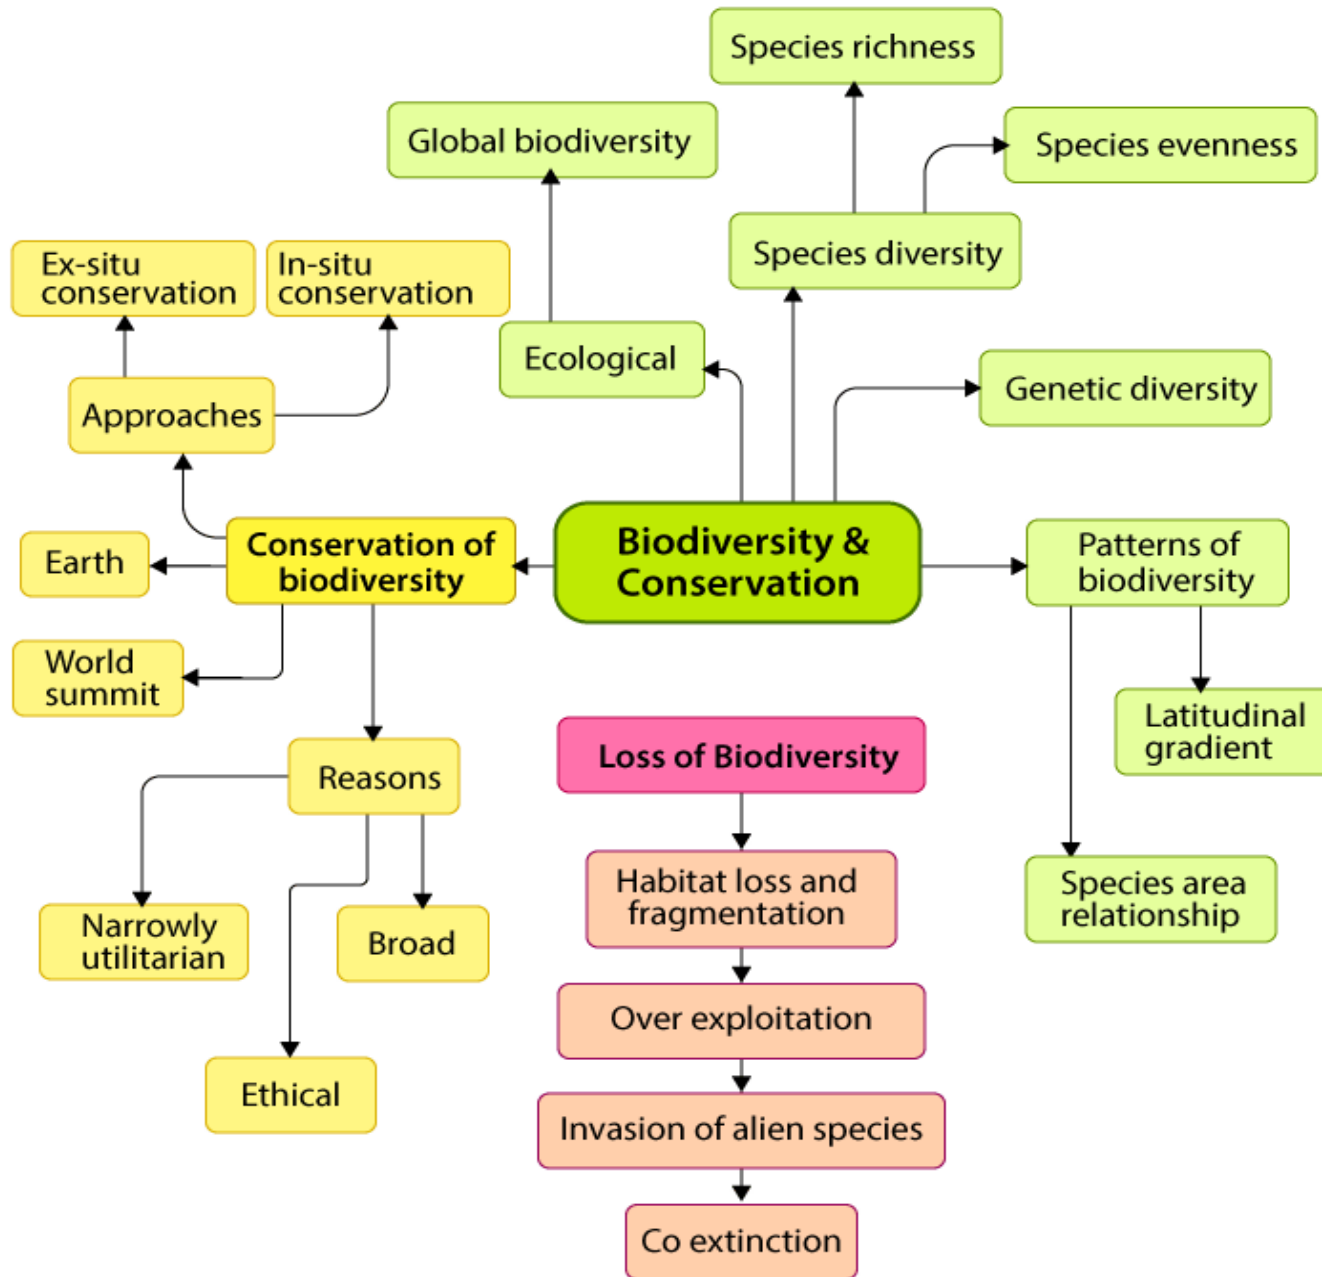 Species richness
Global biodiversity
Species evenness
Species diversity
Ex-situ
conservation
In-situ
conservation
Ecological
Genetic diversity
Approaches
Conservation of
biodiversity
Biodiversity &
Conservation
Patterns of
biodiversity
Earth
World
summit
Latitudinal
gradient
Reasons
Loss of Biodiversity
Habitat loss and
fragmentation
Species area
relationship
Narrowly
utilitarian
Broad
Over exploitation
Ethical
Invasion of alien species
Co extinction